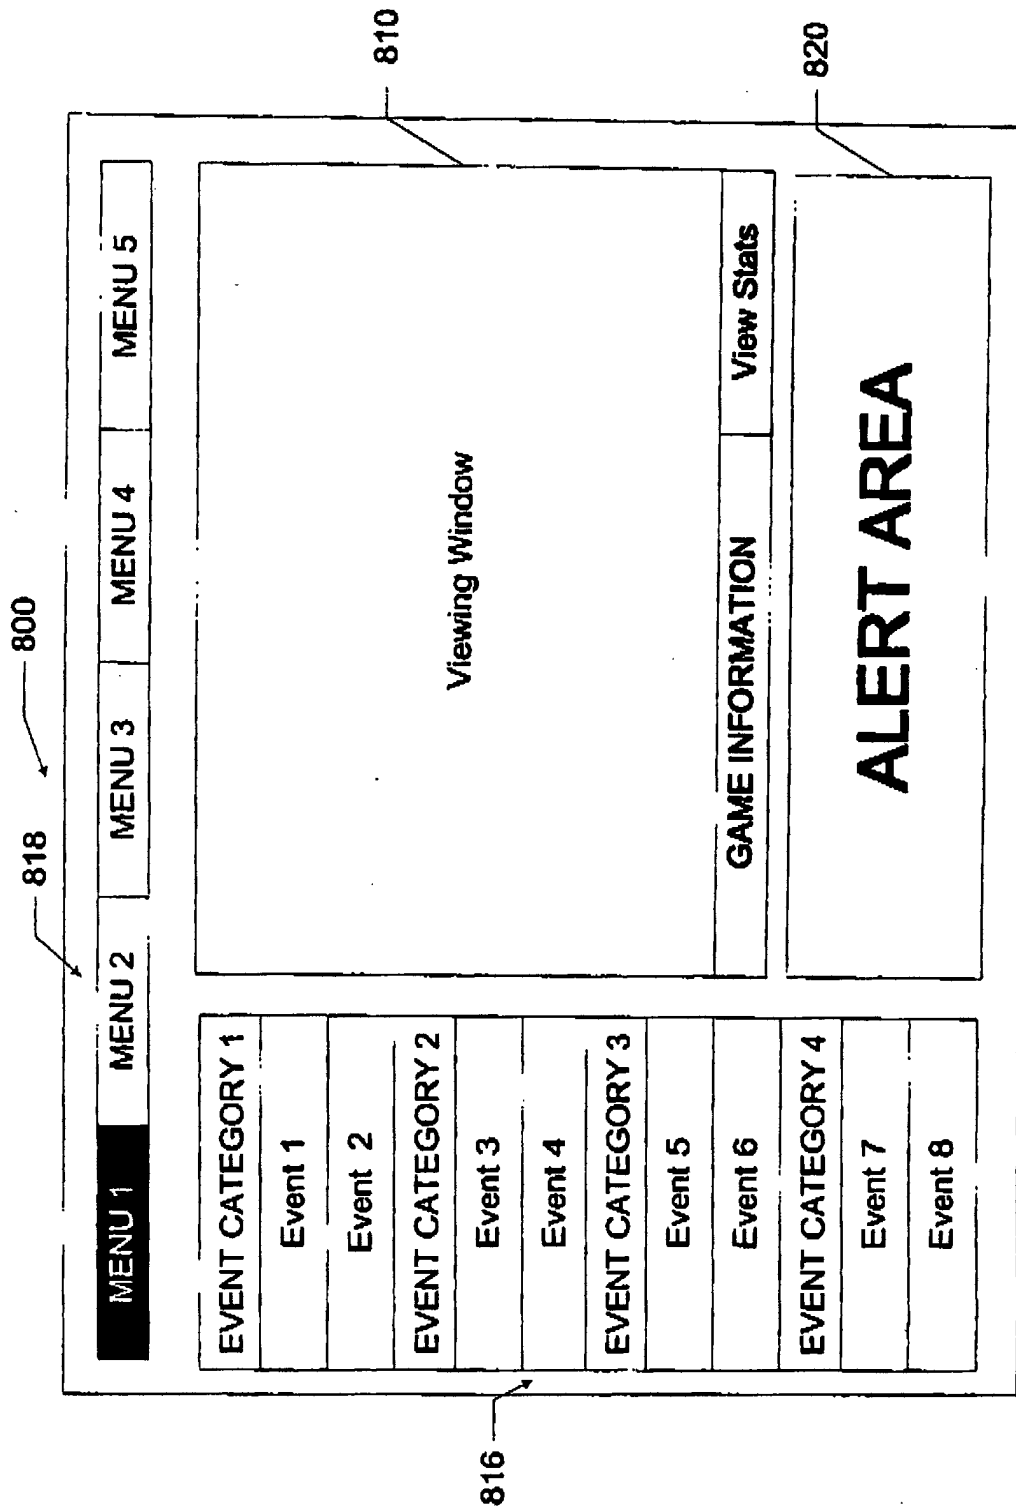 800
818
MENU 1
MENU 2
MENU 3
MENU 4
MENU 5
816
EVENT CATEGORY 1
Event 1
Event 2
EVENT CATEGORY 2
Event 3
Event 4
EVENT CATEGORY 3
Event 5
Event 6
EVENT CATEGORY 4
Event 7
Event 8
Viewing Window
810
GAME INFORMATION
View Stats
ALERT AREA
820